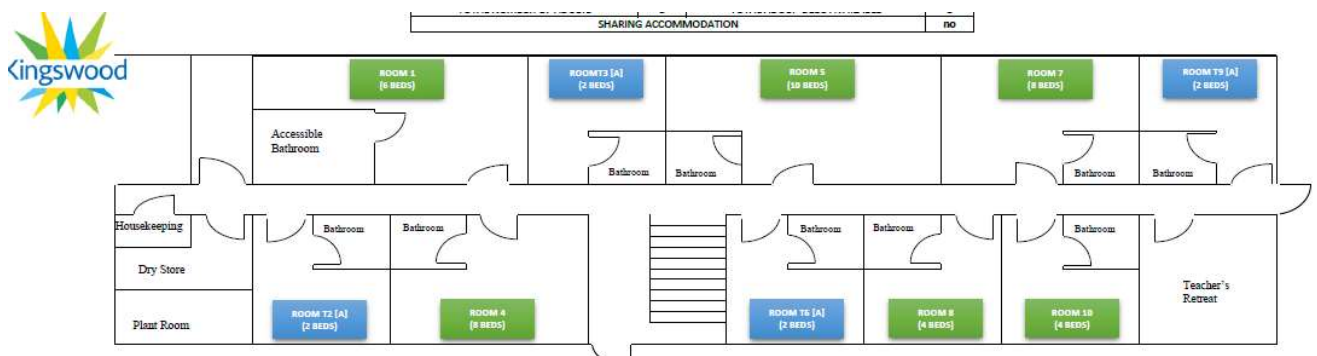 SHARING ACCOMMODATION no
Kingswood
ROOM 1
(6 BEDS)
ROOMT3 [A]
(2 BEDS)
ROOM 5
(10 BEDS)
ROOM 7
(8 BEDS)
ROOM T9 [A]
(2 BEDS)
Accessible
Bathroom
Bathroom
Bathroom
Bathroom
Bathroom
Housekeeping
Bathroom
Bathroom
Bathroom
Bathroom
Bathroom
Dry Store
Teacher's
Retreat
Plant Room
ROOM T2 [A]
(2 BEDS)
ROOM 4
(8 BEDS)
ROOM T6 [A]
(2 BEDS)
ROOM 8
(4 BEDS)
ROOM 10
(4 BEDS)